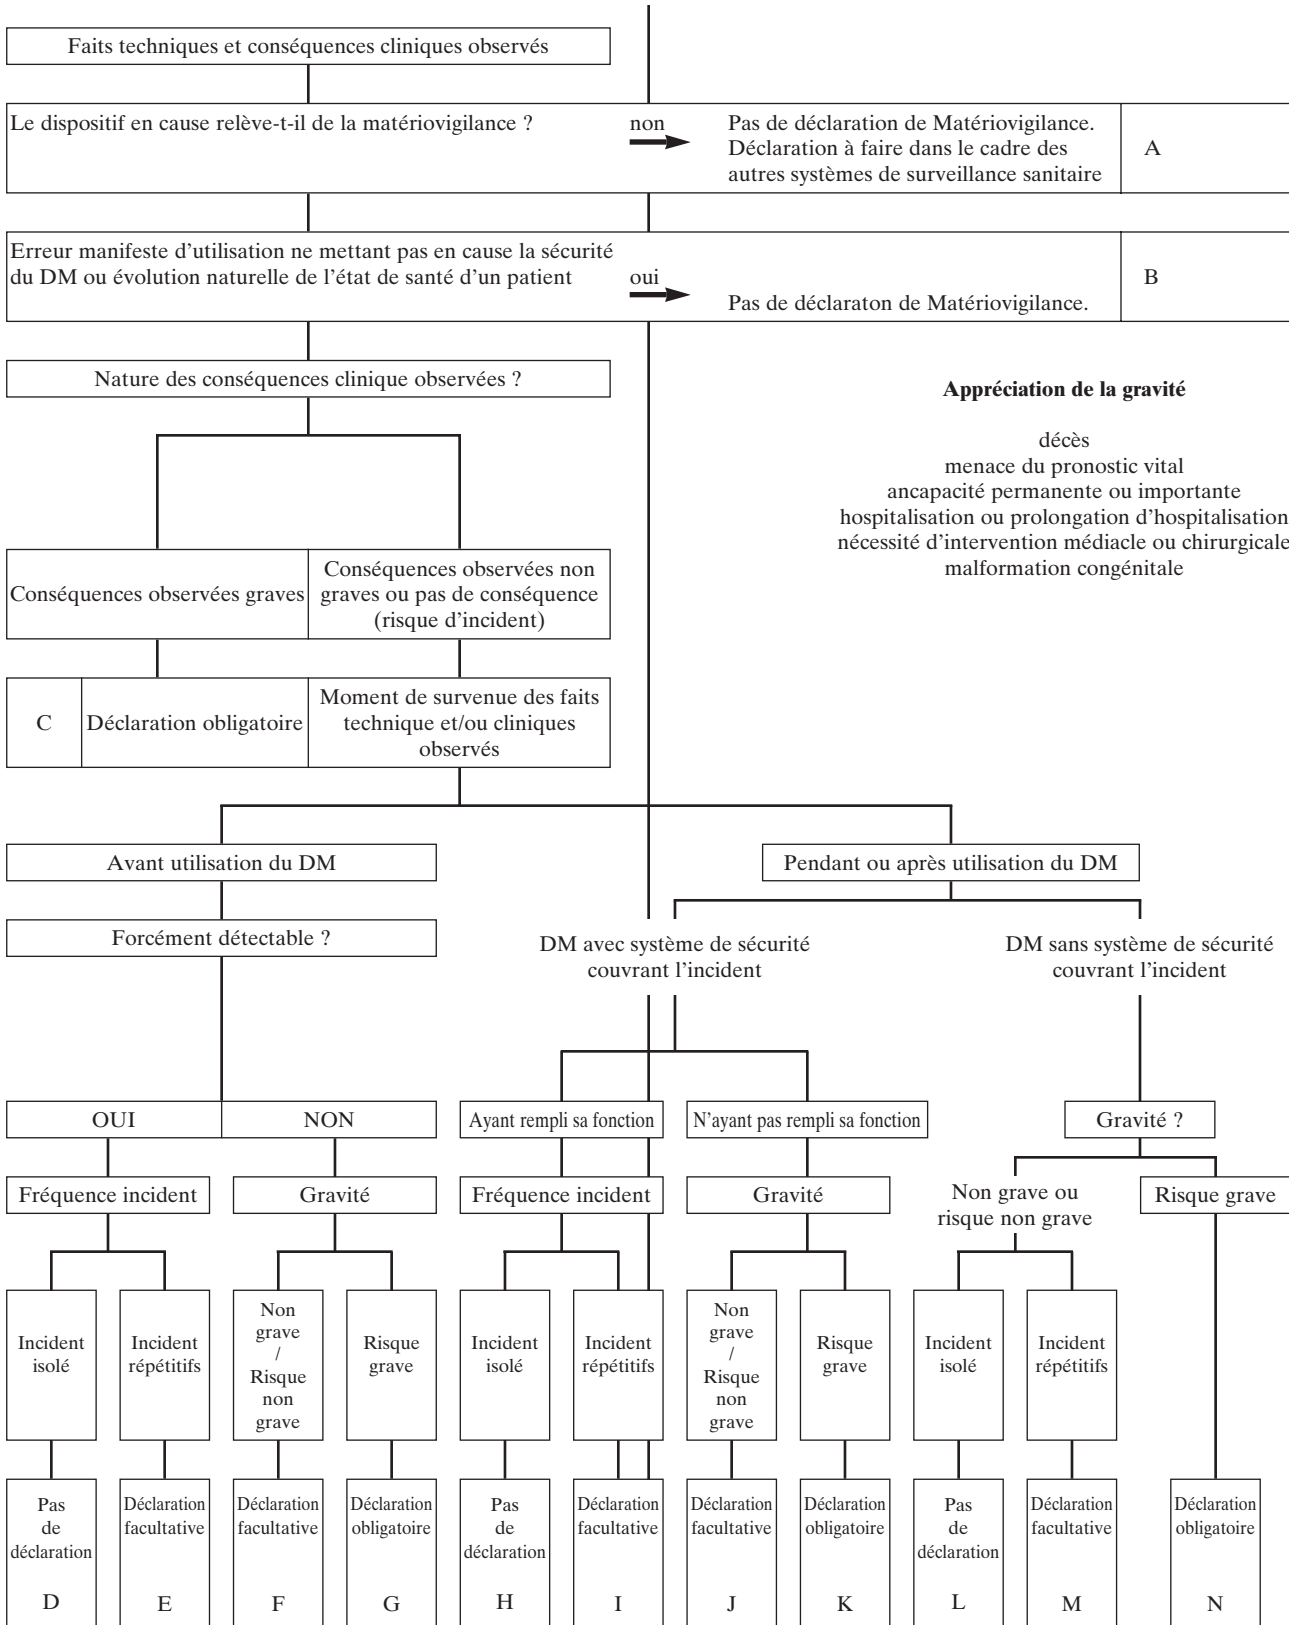 Faits techniques et conséquences cliniques observés
Le dispositif en cause relève-t-il de la matériovigilance ?
non
Pas de déclaration de Matériovigilance.
Déclaration à faire dans le cadre des
autres systèmes de surveillance sanitaire
A
Erreur manifeste d'utilisation ne mettant pas en cause la sécurité
du DM ou évolution naturelle de l'état de santé d'un patient
oui
Pas de déclaraton de Matériovigilance.
B
Nature des conséquences clinique observées ?
Appréciation de la gravité
décès
menace du pronostic vital
ancapacité permanente ou importante
hospitalisation ou prolongation d'hospitalisation
nécessité d'intervention médiacle ou chirurgicale
malformation congénitale
Conséquences observées graves
Conséquences observées non
graves ou pas de conséquence
(risque d'incident)
C
Déclaration obligatoire
Moment de survenue des faits
technique et/ou cliniques
observés
Avant utilisation du DM
Pendant ou après utilisation du DM
Forcément détectable ?
DM avec système de sécurité
couvrant l'incident
DM sans système de sécurité
couvrant l'incident
OUI
NON
Ayant rempli sa fonction
N'ayant pas rempli sa fonction
Gravité ?
Fréquence incident
Gravité
Fréquence incident
Gravité
Non grave ou
risque non grave
Risque grave
Incident
isolé
Incident
répétitifs
Non
grave
/
Risque
non
grave
Risque
grave
Incident
isolé
Incident
répétitifs
Non
grave
/
Risque
non
grave
Risque
grave
Incident
isolé
Incident
répétitifs
Pas
de
déclaration
D
Déclaration
facultative
E
Déclaration
facultative
F
Déclaration
obligatoire
G
Pas
de
déclaration
H
Déclaration
facultative
I
Déclaration
facultative
J
Déclaration
obligatoire
K
Pas
de
déclaration
L
Déclaration
facultative
M
Déclaration
obligatoire
N